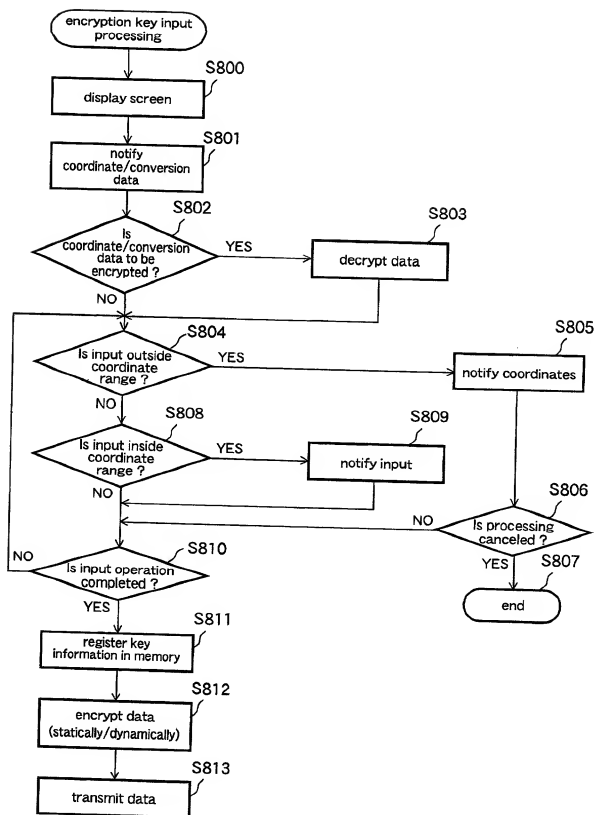 encryption key input
processing
S800
display screen
S801
notify
coordinate/conversion
data
S802
Is
coordinate/conversion
data to be
encrypted ?
YES
S803
decrypt data
NO
S804
Is input outside
coordinate
range ?
YES
S805
notify coordinates
NO
S808
Is input inside
coordinate
range ?
YES
S809
notify input
NO
S806
Is processing
canceled ?
NO
YES
S807
end
S810
Is input operation
completed ?
NO
YES
S811
register key
information in memory
S812
encrypt data
(statically/dynamically)
S813
transmit data